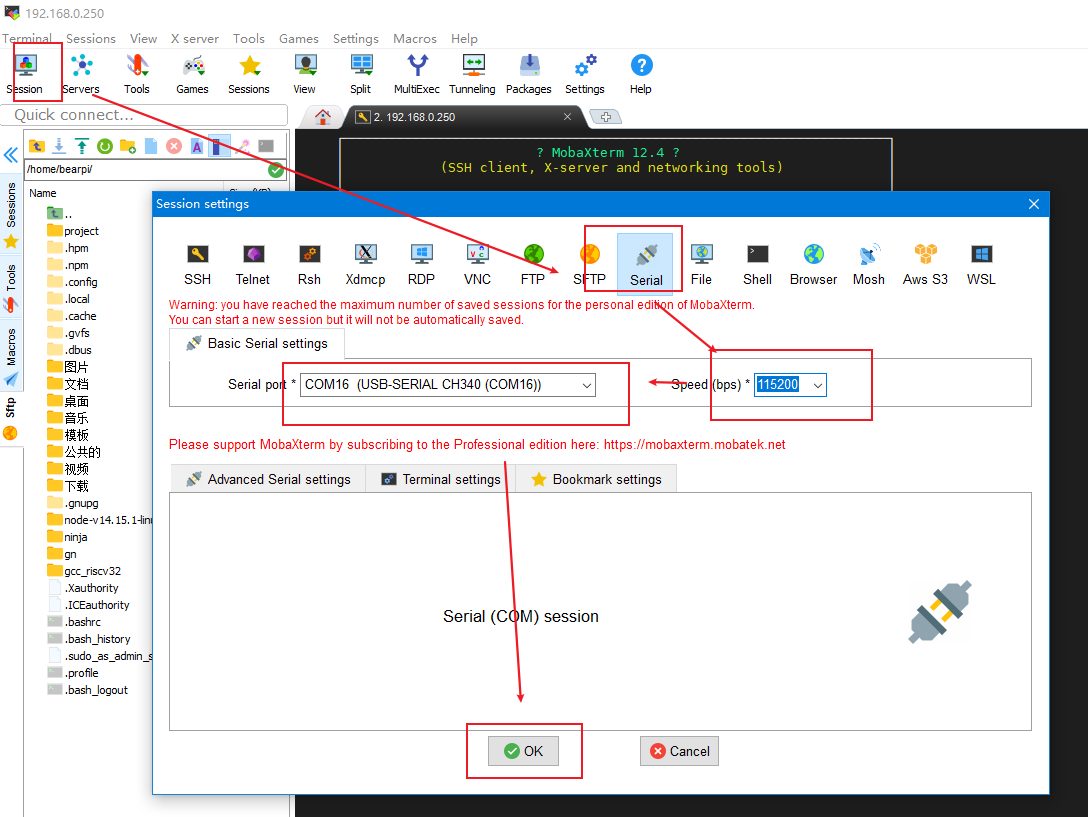 192.168.0.250
Terminal Sessions View X server Tools Games Settings Macros Help
Session Servers Tools Games Sessions View Split MultiExec Tunneling Packages Settings Help
Quick connect...
2. 192.168.0.250
/home/bearpi/
Name
? MobaXterm 12.4 ?
(SSH client, X-server and networking tools)
Sessions
Tools
Macros
Sftp
..
project
.hpm
.npm
.config
.local
.cache
.gvfs
.dbus
图片
文档
桌面
音乐
模板
公共的
视频
下载
.gnupg
node-v14.15.1-linu
ninja
gn
gcc_riscv32
.Xauthority
.ICEauthority
.bashrc
.bash_history
.sudo_as_admin_s
.profile
.bash_logout
Session settings
SSH Telnet Rsh Xdmcp RDP VNC FTP SFTP Serial File Shell Browser Mosh Aws S3 WSL
Warning: you have reached the maximum number of saved sessions for the personal edition of MobaXterm.
You can start a new session but it will not be automatically saved.
Basic Serial settings
Serial port * COM16 (USB-SERIAL CH340 (COM16)) Speed (bps) * 115200
Please support MobaXterm by subscribing to the Professional edition here: https://mobaxterm.mobatek.net
Advanced Serial settings Terminal settings Bookmark settings
Serial (COM) session
OK Cancel